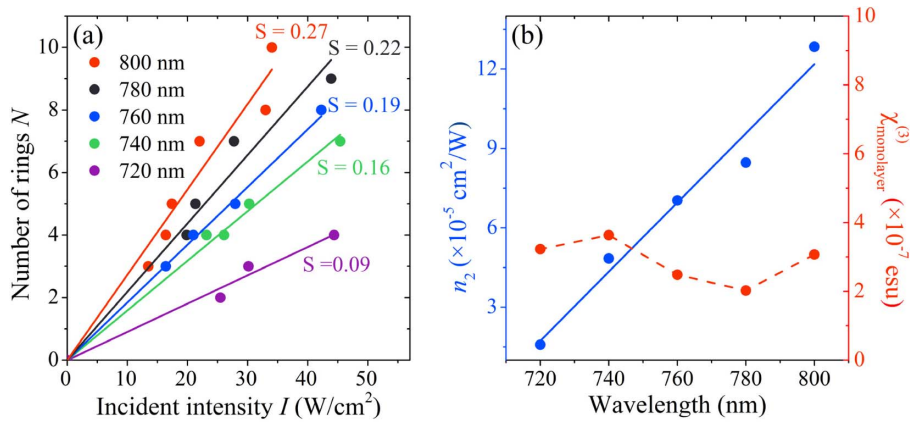 (a)
S = 0.27
S = 0.22
S = 0.19
S = 0.16
S = 0.09
800 nm
780 nm
760 nm
740 nm
720 nm
Number of rings N
10
8
6
4
2
0
0 10 20 30 40 50
Incident intensity I (W/cm²)
(b)
n₂ (×10⁻⁵ cm²/W)
12
9
6
3
720 740 760 780 800
Wavelength (nm)
10
8
6
4
2
0
χ⁽³⁾monolayer (×10⁻⁷ esu)